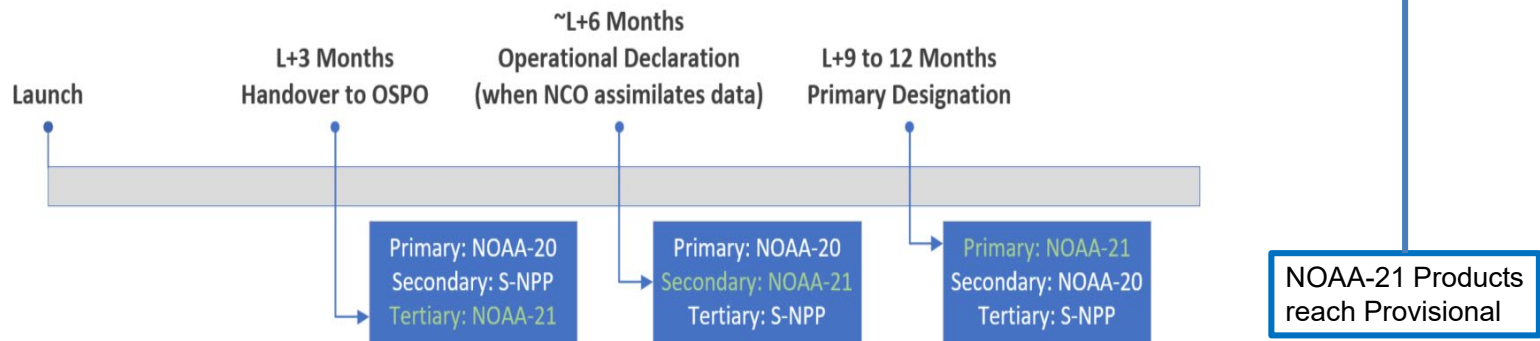 Launch
L+3 Months
Handover to OSPO
~L+6 Months
Operational Declaration
(when NCO assimilates data)
L+9 to 12 Months
Primary Designation
Primary: NOAA-20
Secondary: S-NPP
Tertiary: NOAA-21
Primary: NOAA-20
Secondary: NOAA-21
Tertiary: S-NPP
Primary: NOAA-21
Secondary: NOAA-20
Tertiary: S-NPP
NOAA-21 Products
reach Provisional